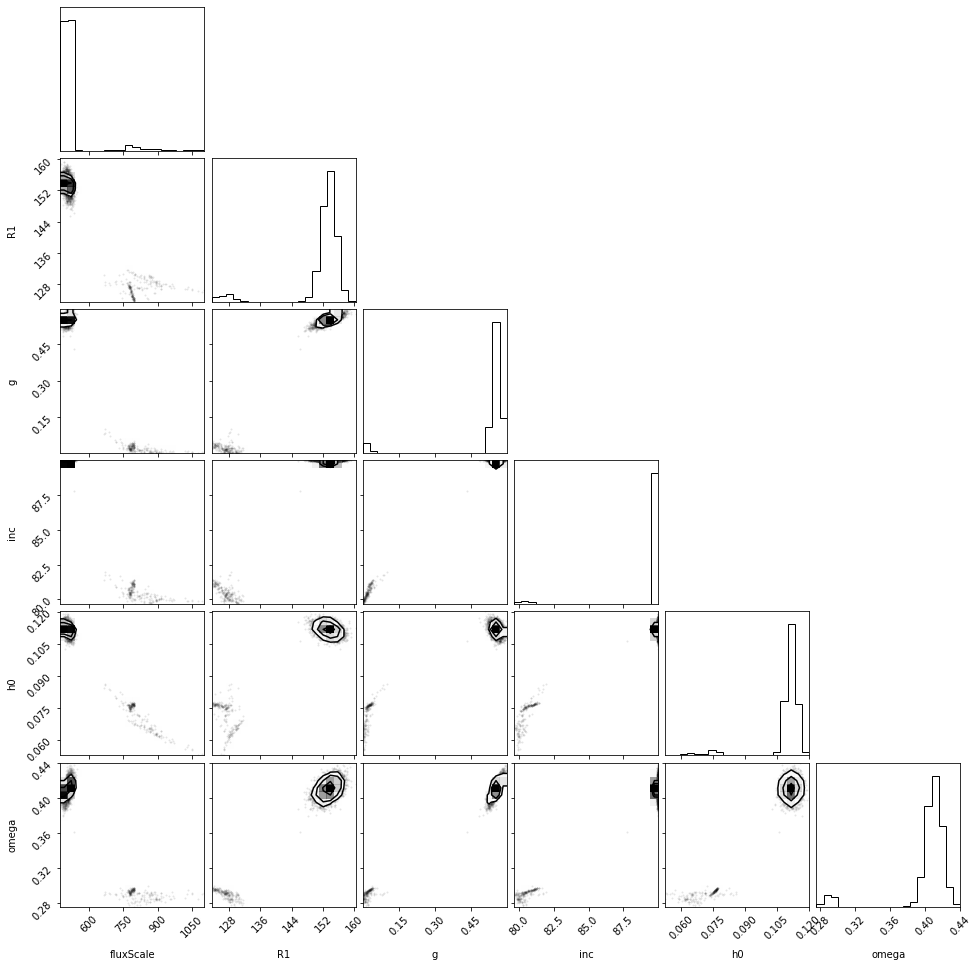 R1
160
152
144
136
128
g
0.45
0.30
0.15
inc
87.5
85.0
82.5
80.0
h0
0.120
0.105
0.090
0.075
0.060
omega
0.44
0.40
0.36
0.32
0.28
600 750 900 1050
128 136 144 152 160
0.15 0.30 0.45
80.0 82.5 85.0 87.5
0.060 0.075 0.090 0.105 0.120
0.28 0.32 0.36 0.40 0.44
fluxScale R1 g inc h0 omega